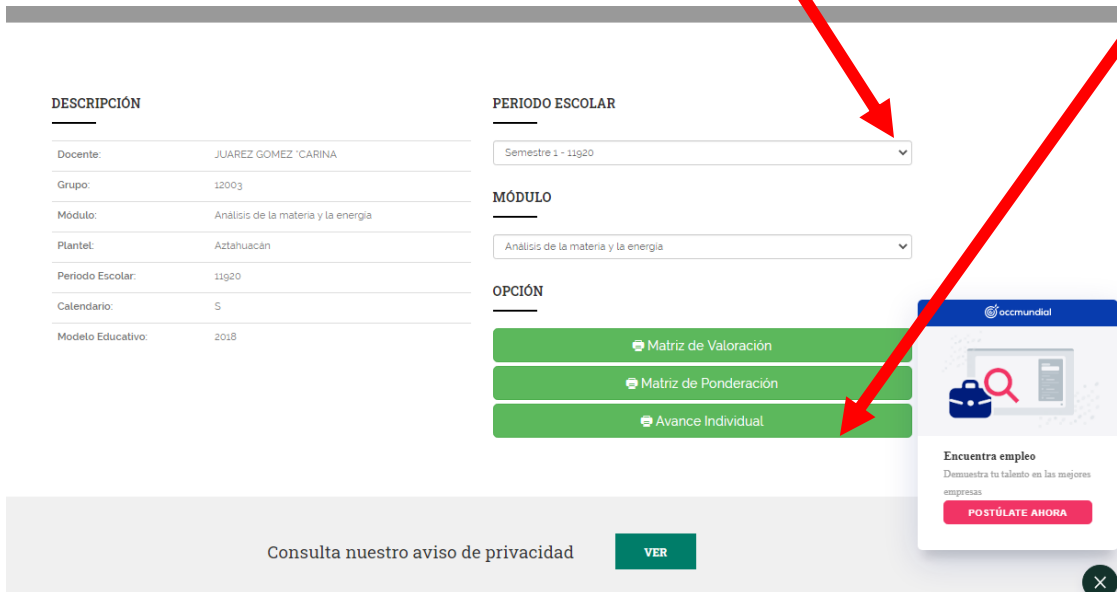 DESCRIPCIÓN
Docente: JUAREZ GOMEZ *CARINA
Grupo: 12003
Módulo: Análisis de la materia y la energía
Plantel: Aztahuacán
Periodo Escolar: 11920
Calendario: S
Modelo Educativo: 2018
PERIODO ESCOLAR
Semestre 1 - 11920
MÓDULO
Análisis de la materia y la energía
OPCIÓN
Matriz de Valoración
Matriz de Ponderación
Avance Individual
occmundial
Encuentra empleo
Demuestra tu talento en las mejores
empresas
POSTÚLATE AHORA
Consulta nuestro aviso de privacidad
VER